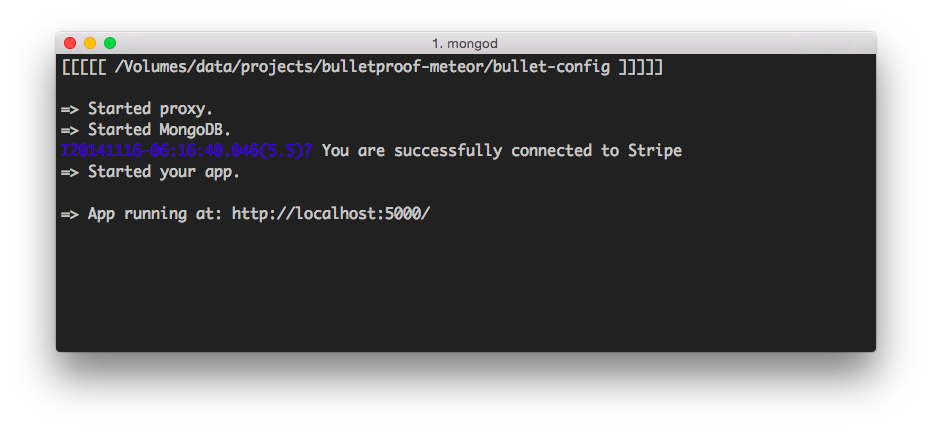 1. mongod
[[[[[ /Volumes/data/projects/bulletproof-meteor/bullet-config ]]]]]
=> Started proxy.
=> Started MongoDB.
I20141116-06:16:40.046(5.5)? You are successfully connected to Stripe
=> Started your app.
=> App running at: http://localhost:5000/